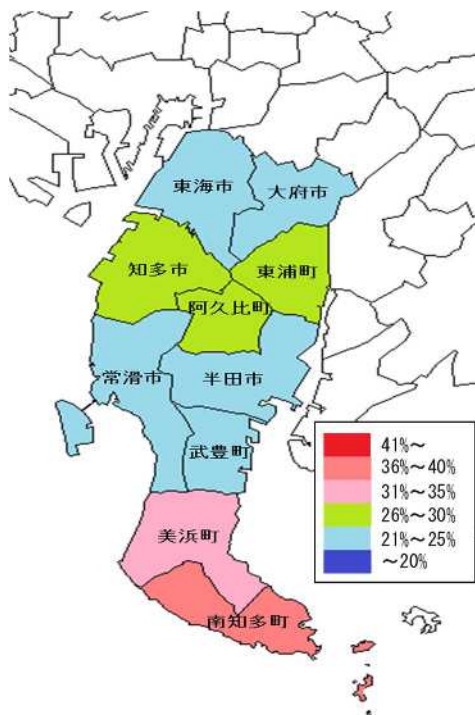 東海市
大府市
知多市
東浦町
阿久比町
常滑市
半田市
武豊町
美浜町
南知多町
41%～
36%～40%
31%～35%
26%～30%
21%～25%
～20%